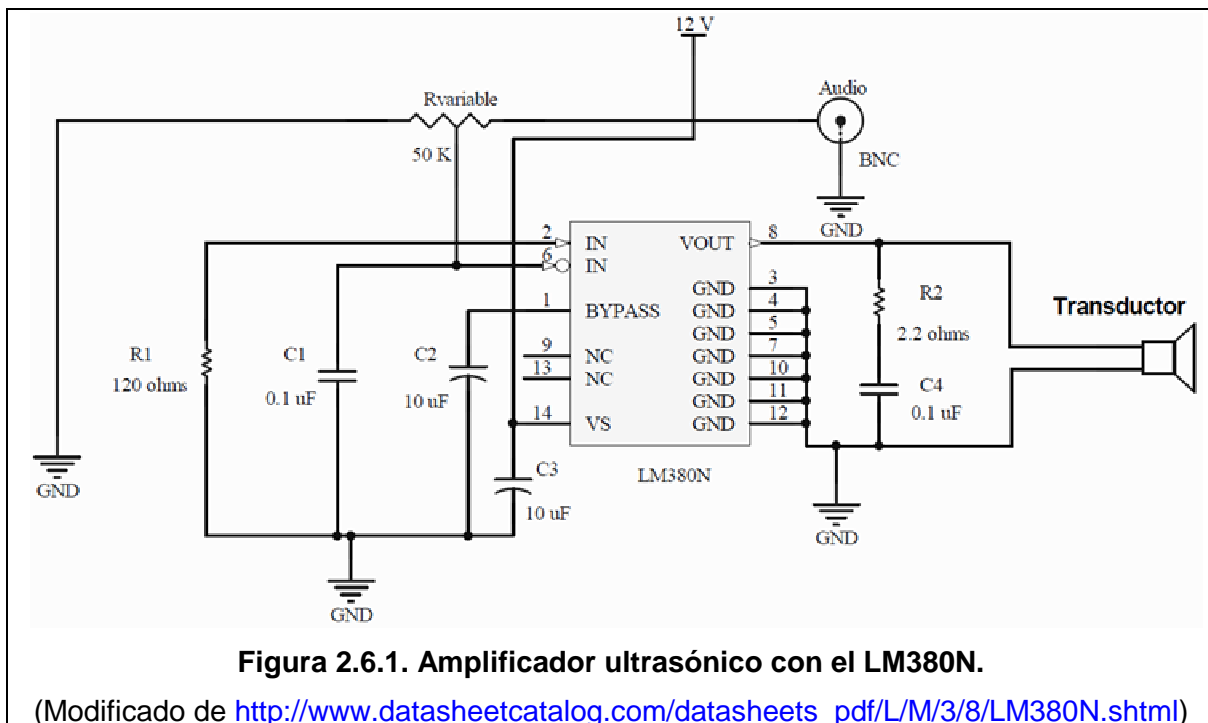 12 V
Rvariable
Audio
50 K
BNC
GND
2 IN VOUT 8
6 IN
GND 3
1 BYPASS GND 4
GND 5
9 NC GND 7
13 NC GND 10
GND 11
14 VS GND 12
LM380N
R1
120 ohms
C1
0.1 uF
C2
10 uF
C3
10 uF
R2
2.2 ohms
C4
0.1 uF
Transductor
GND
GND
GND
Figura 2.6.1. Amplificador ultrasónico con el LM380N.
(Modificado de http://www.datasheetcatalog.com/datasheets_pdf/L/M/3/8/LM380N.shtml)